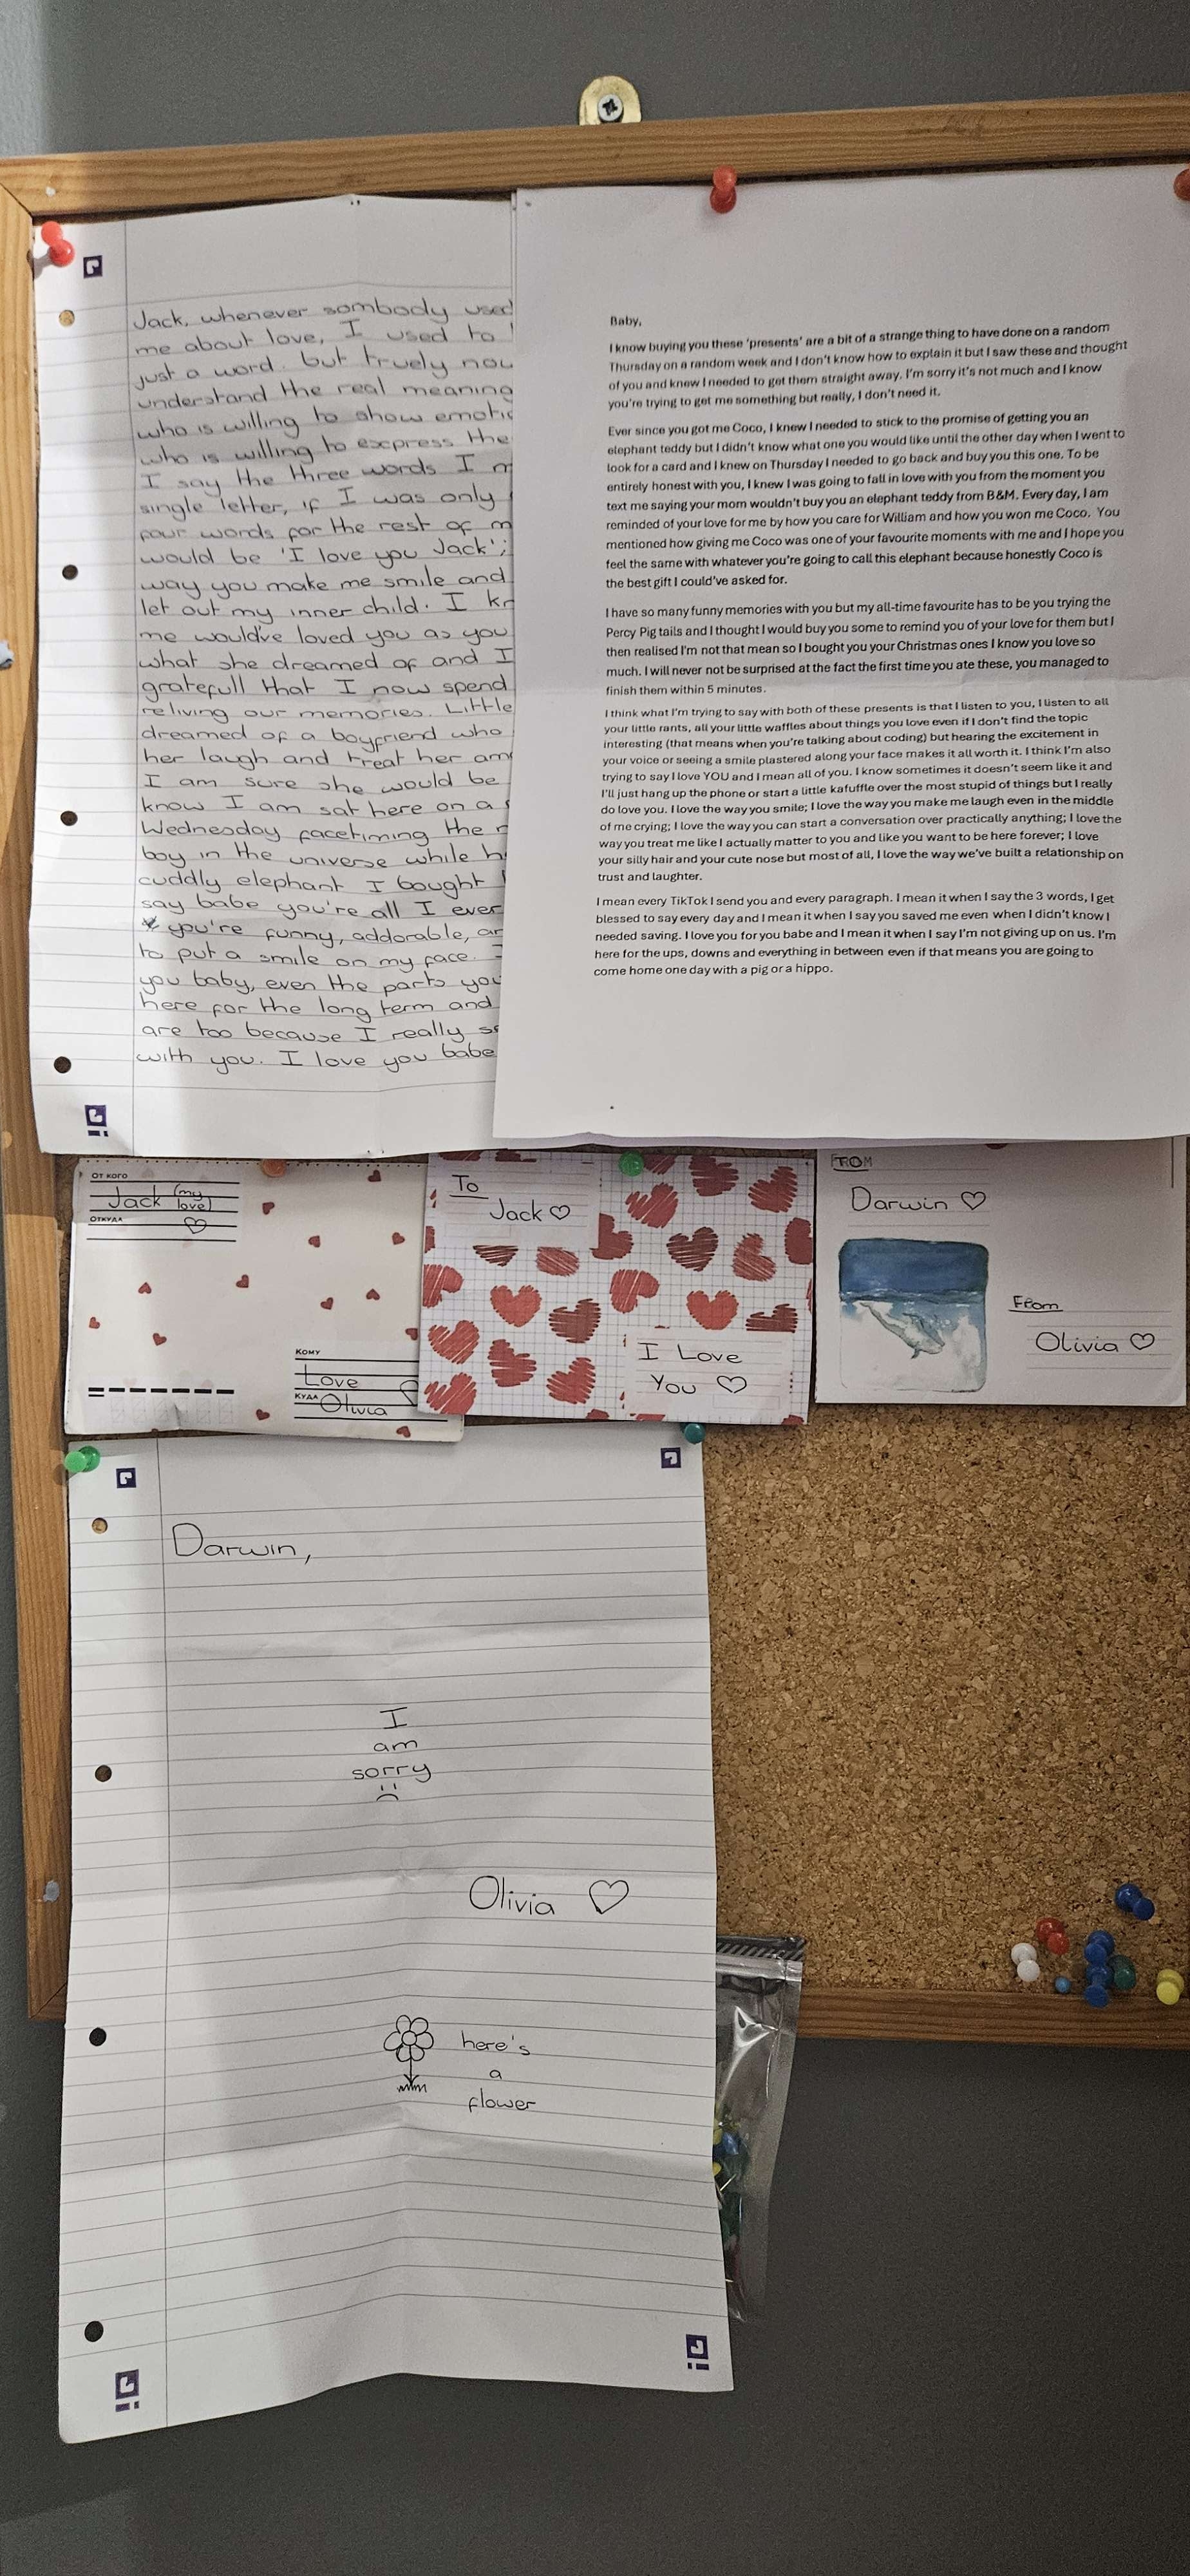 Jack, whenever sombody used
me about love, I used to
just a word. but truely now
understand the real meaning
who is willing to show emotio
who is willing to express the
I say the three words I m
single letter, if I was only
four words for the rest of m
would be 'I love you Jack';
way you make me smile and
let out my inner child. I kn
me would've loved you as you
what she dreamed of and I
gratefull that I now spend
reliving our memories. Little
dreamed of a boyfriend who
her laugh and treat her am
I am sure she would be
know I am sat here on a
Wednesday facetiming the
boy in the universe while h
cuddly elephant I bought
say babe you're all I ever
you're funny, addorable, an
to put a smile on my face.
you baby, even the parts you
here for the long term and
are too because I really se
with you. I love you babe
Baby,
I know buying you these 'presents' are a bit of a strange thing to have done on a random
Thursday on a random week and I don't know how to explain it but I saw these and thought
of you and knew I needed to get them straight away. I'm sorry it's not much and I know
you're trying to get me something but really, I don't need it.
Ever since you got me Coco, I knew I needed to stick to the promise of getting you an
elephant teddy but I didn't know what one you would like until the other day when I went to
look for a card and I knew on Thursday I needed to go back and buy you this one. To be
entirely honest with you, I knew I was going to fall in love with you from the moment you
text me saying your mom wouldn't buy you an elephant teddy from B&M. Every day, I am
reminded of your love for me by how you care for William and how you won me Coco. You
mentioned how giving me Coco was one of your favourite moments with me and I hope you
feel the same with whatever you're going to call this elephant because honestly Coco is
the best gift I could've asked for.
I have so many funny memories with you but my all-time favourite has to be you trying the
Percy Pig tails and I thought I would buy you some to remind you of your love for them but I
then realised I'm not that mean so I bought you your Christmas ones I know you love so
much. I will never not be surprised at the fact the first time you ate these, you managed to
finish them within 5 minutes.
I think what I'm trying to say with both of these presents is that I listen to you, I listen to all
your little rants, all your little waffles about things you love even if I don't find the topic
interesting (that means when you're talking about coding) but hearing the excitement in
your voice or seeing a smile plastered along your face makes it all worth it. I think I'm also
trying to say I love YOU and I mean all of you. I know sometimes it doesn't seem like it and
I'll just hang up the phone or start a little kafuffle over the most stupid of things but I really
do love you. I love the way you smile; I love the way you make me laugh even in the middle
of me crying; I love the way you can start a conversation over practically anything; I love the
way you treat me like I actually matter to you and like you want to be here forever; I love
your silly hair and your cute nose but most of all, I love the way we've built a relationship on
trust and laughter.
I mean every TikTok I send you and every paragraph. I mean it when I say the 3 words, I get
blessed to say every day and I mean it when I say you saved me even when I didn't know I
needed saving. I love you for you babe and I mean it when I say I'm not giving up on us. I'm
here for the ups, downs and everything in between even if that means you are going to
come home one day with a pig or a hippo.
От кого
Jack (my love)
Откуда
Кому
Love
Куда
Olivia
To
Jack
I Love
You
Darwin
From
Olivia
Darwin,
I
am
sorry
Olivia
here's
a
flower